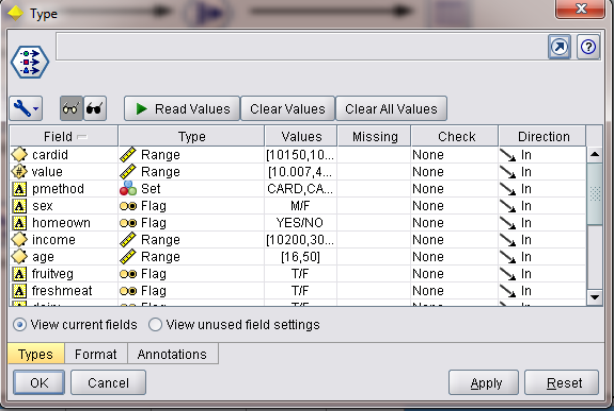 Type
Read Values Clear Values Clear All Values
Field Type Values Missing Check Direction
cardid Range [10150,10... None In
value Range [10.007,4... None In
pmethod Set CARD,CA... None In
sex Flag M/F None In
homeown Flag YES/NO None In
income Range [10200,30... None In
age Range [16,50] None In
fruitveg Flag T/F None In
freshmeat Flag T/F None In
View current fields View unused field settings
Types Format Annotations
OK Cancel Apply Reset